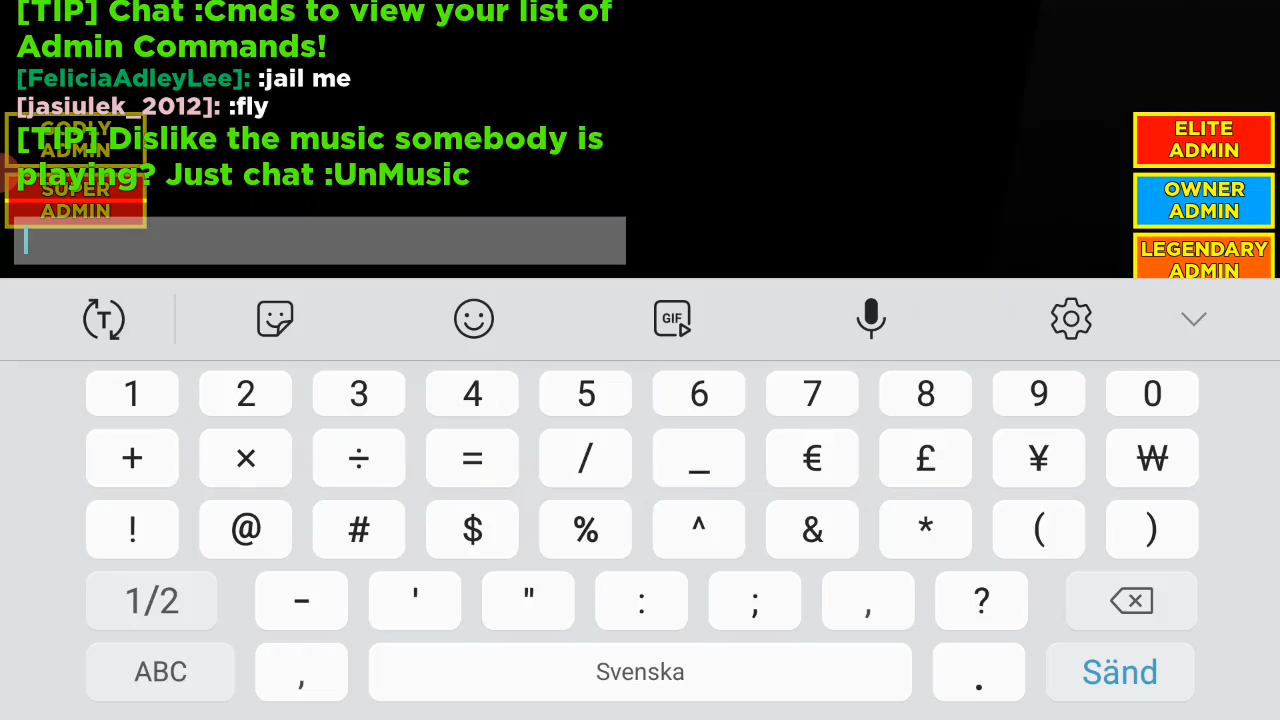 [TIP] Chat :Cmds to view your list of
Admin Commands!
[FeliciaAdleyLee]: :jail me
[jasiulek_2012]: :fly
GODLY
ADMIN
[TIP] Dislike the music somebody is
playing? Just chat :UnMusic
SUPER
ADMIN
ELITE
ADMIN
OWNER
ADMIN
LEGENDARY
ADMIN
T
GIF
1 2 3 4 5 6 7 8 9 0
+ × ÷ = / _ € £ ¥ ₩
! @ # $ % ^ & * ( )
1/2 - ' " : ; , ?
ABC , Svenska . Sänd